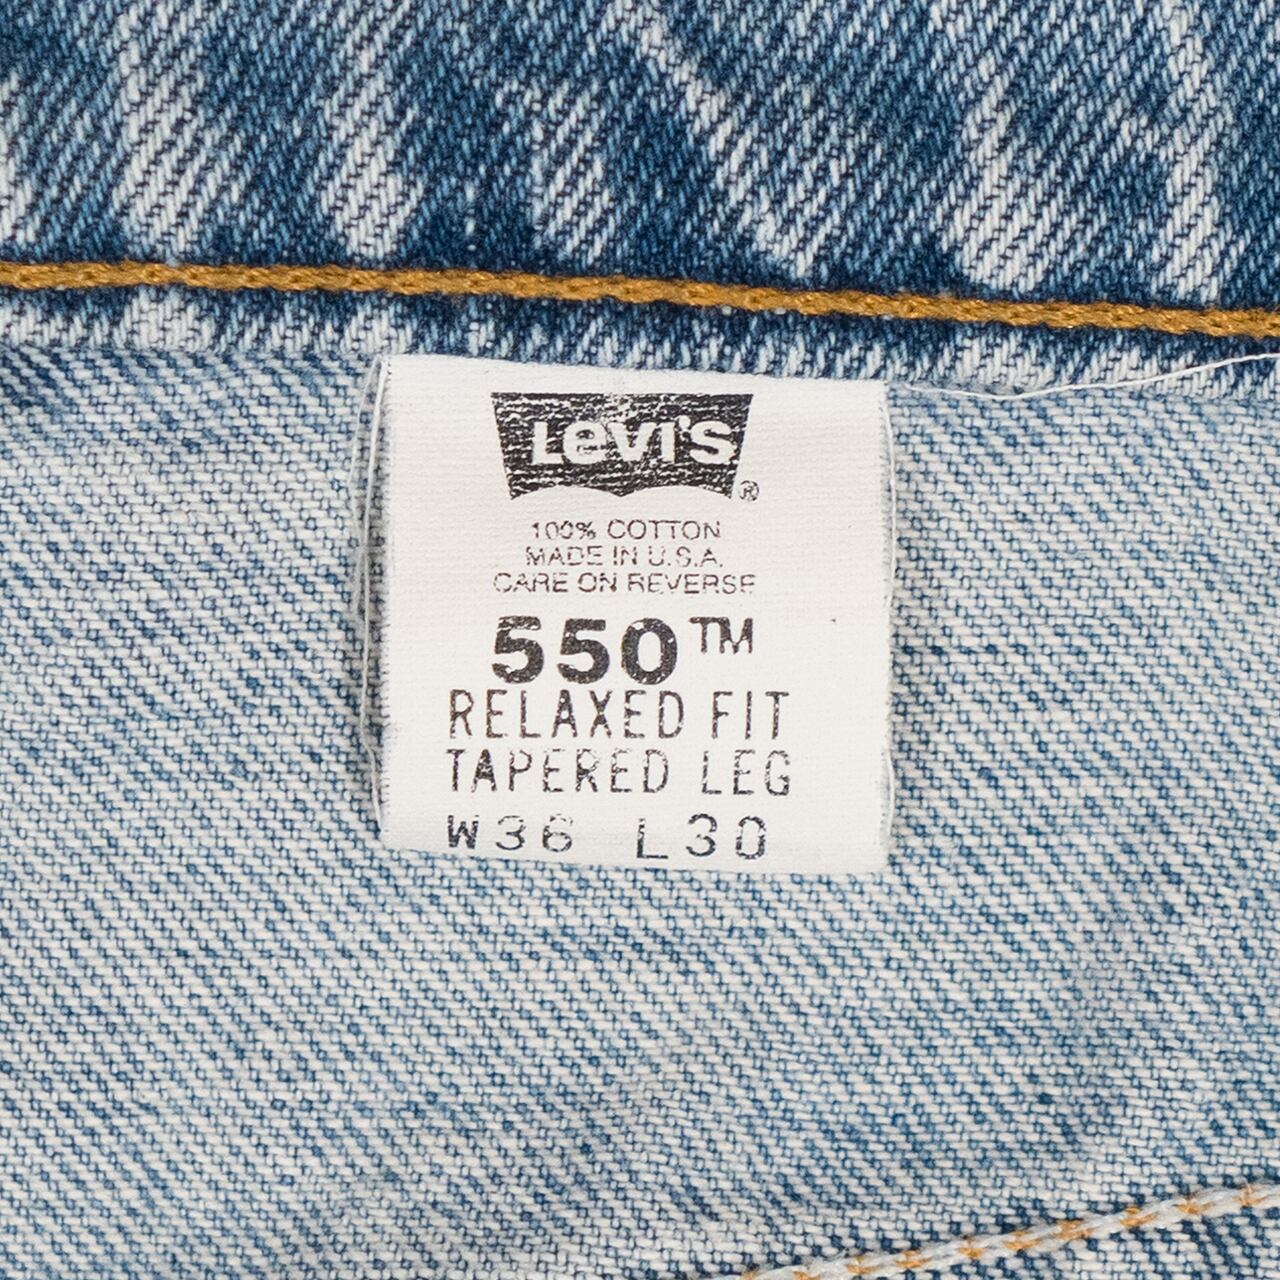 Levi's ®
100% COTTON
MADE IN U.S.A.
CARE ON REVERSE
550™
RELAXED FIT
TAPERED LEG
W36 L30